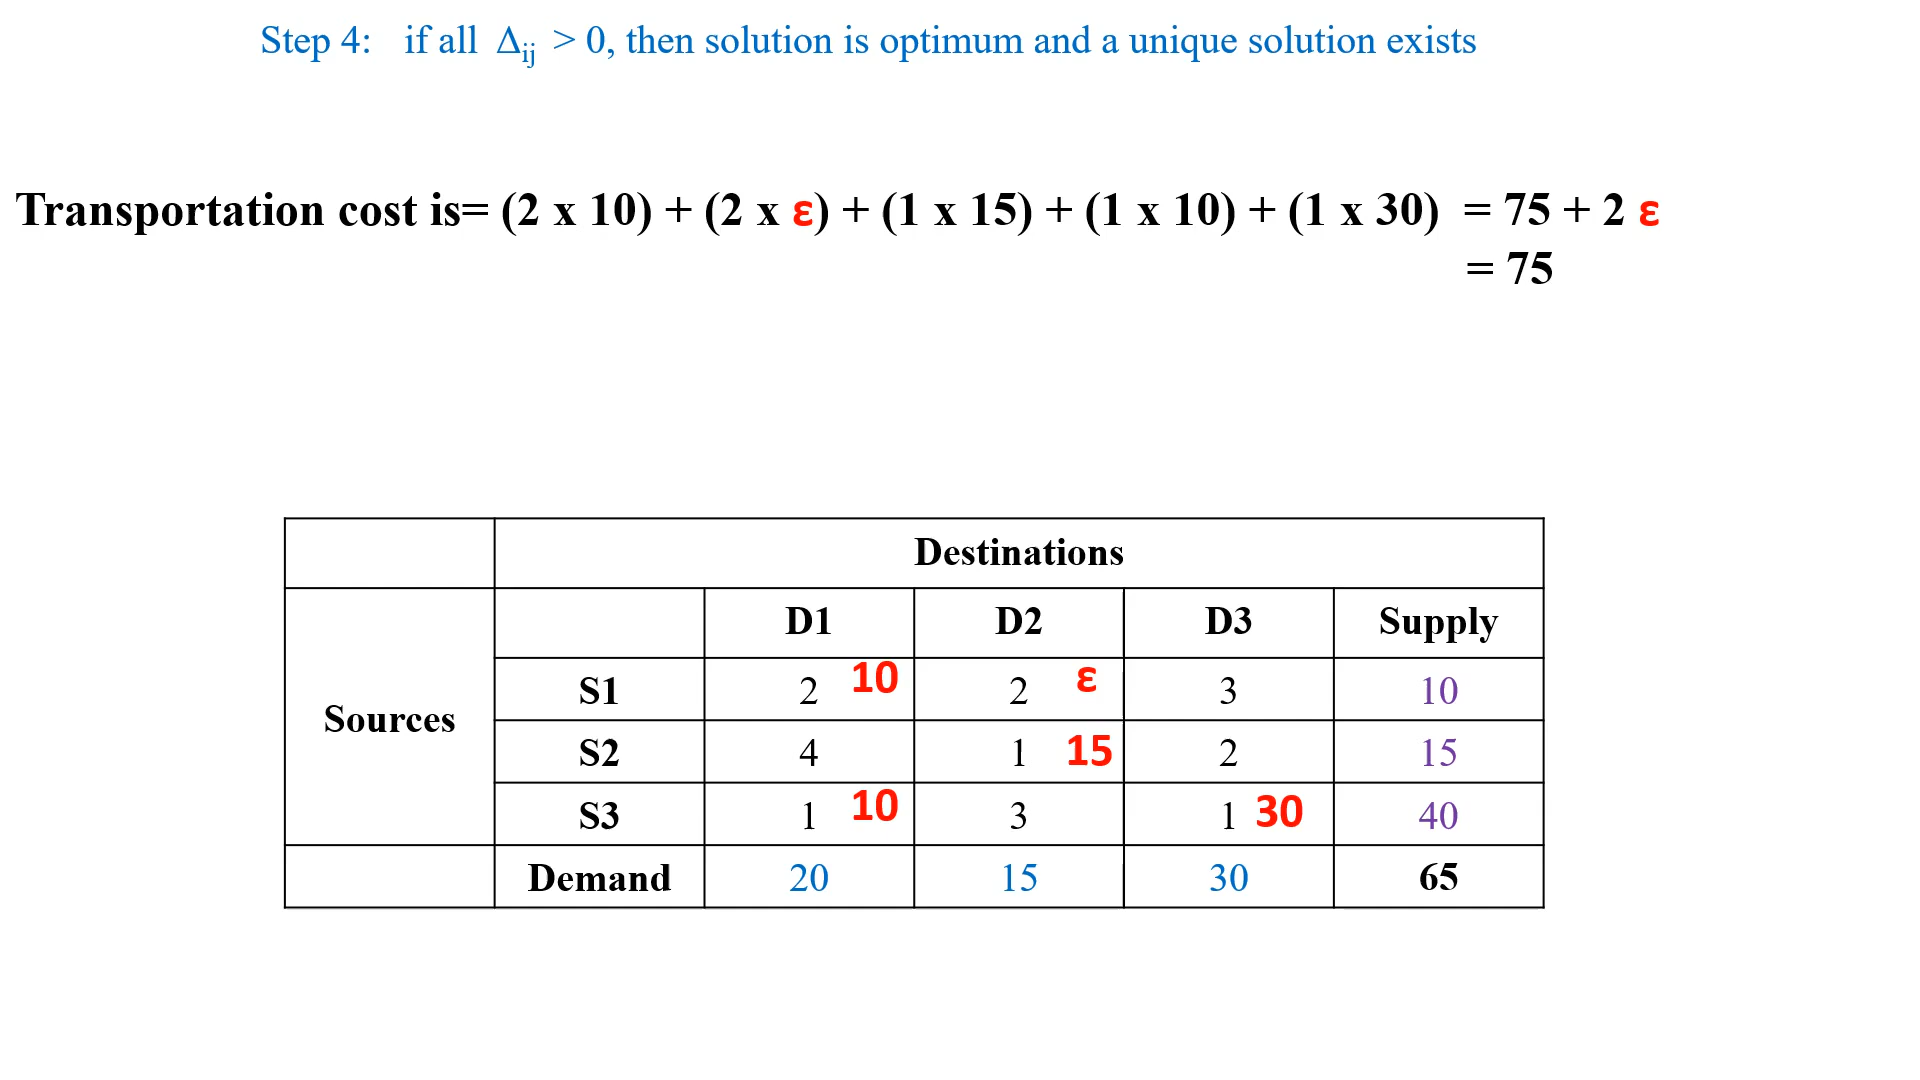 Step 4: if all Δij > 0, then solution is optimum and a unique solution exists
Transportation cost is= (2 x 10) + (2 x ε) + (1 x 15) + (1 x 10) + (1 x 30) = 75 + 2 ε
= 75
Destinations
D1 D2 D3 Supply
Sources
S1 2 10 2 ε 3 10
S2 4 1 15 2 15
S3 1 10 3 1 30 40
Demand 20 15 30 65